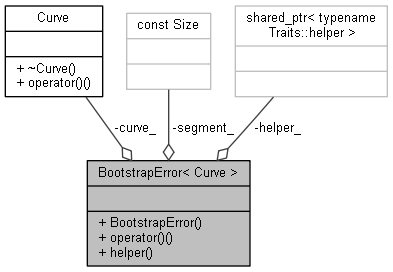 Curve
+ ~Curve()
+ operator()()
const Size
shared_ptr< typename
Traits::helper >
-curve_
-segment_
-helper_
BootstrapError< Curve >
+ BootstrapError()
+ operator()()
+ helper()